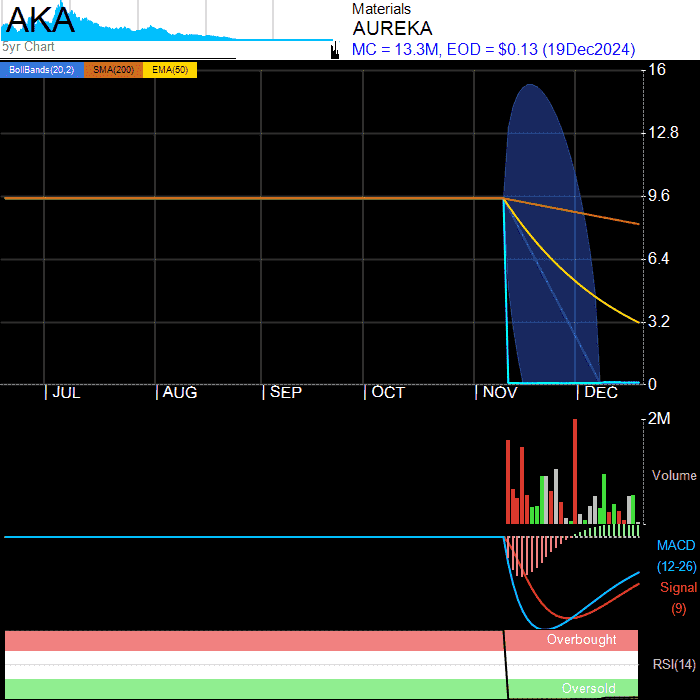 AKA
5yr Chart
Materials
AUREKA
MC = 13.3M, EOD = $0.13 (19Dec2024)
BollBands(20,2) SMA(200) EMA(50)
16
12.8
9.6
6.4
3.2
0
JUL AUG SEP OCT NOV DEC
2M
Volume
MACD
(12-26)
Signal
(9)
Overbought
RSI(14)
Oversold